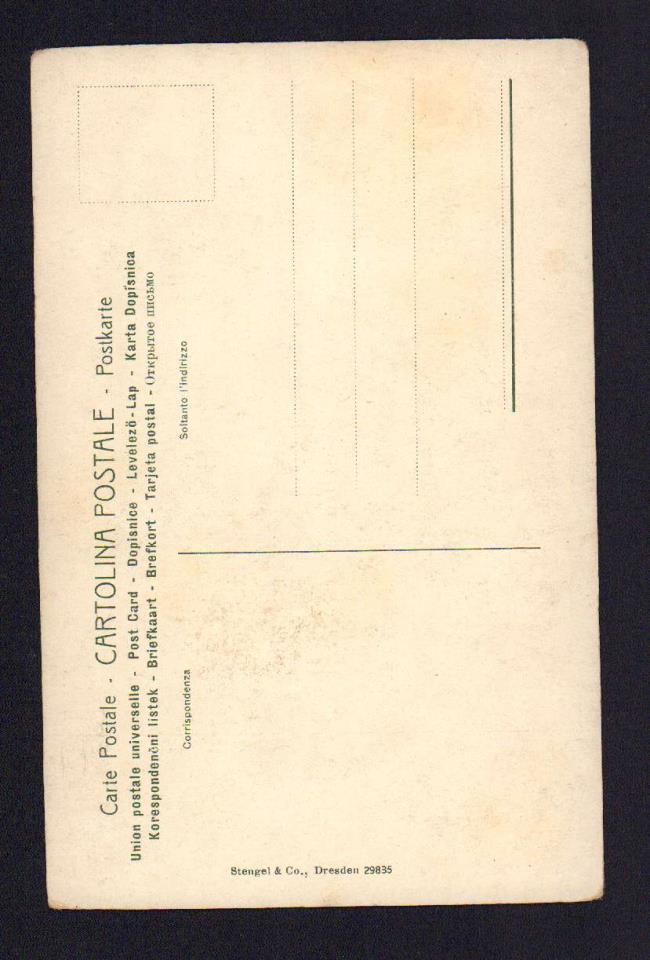 Carte Postale - CARTOLINA POSTALE - Postkarte
Union postale universelle - Post Card - Dopisnice - Levelező-Lap - Karta Dopisnica
Korespondenční listek - Briefkaart - Brefkort - Tarjeta postal - Открытое письмо
Corrispondenza
Soltanto l'indirizzo
Stengel & Co., Dresden 29835